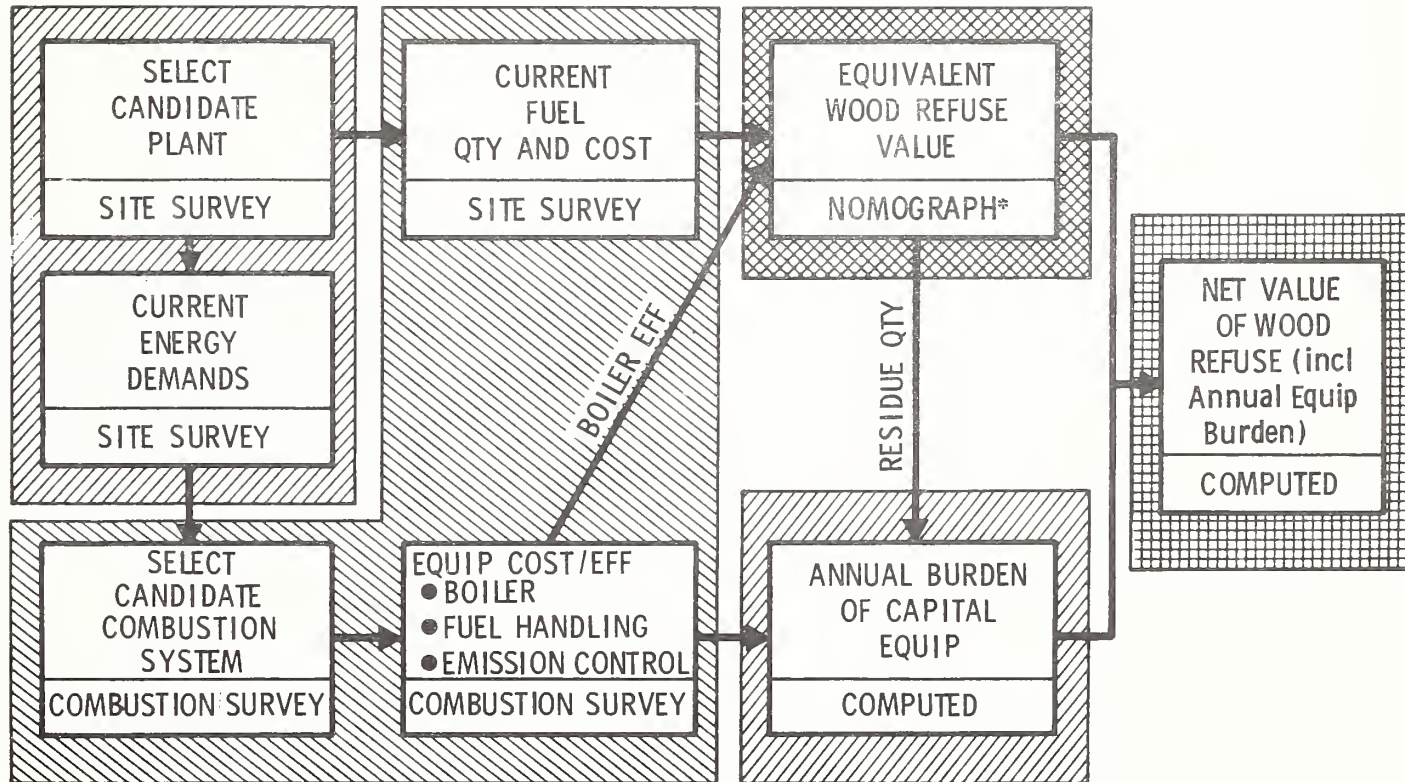 SELECT
CANDIDATE
PLANT
SITE SURVEY
CURRENT
FUEL
QTY AND COST
SITE SURVEY
EQUIVALENT
WOOD REFUSE
VALUE
NOMOGRAPH*
CURRENT
ENERGY
DEMANDS
SITE SURVEY
BOILER EFF
RESIDUE QTY
NET VALUE
OF WOOD
REFUSE (incl
Annual Equip
Burden)
COMPUTED
SELECT
CANDIDATE
COMBUSTION
SYSTEM
COMBUSTION SURVEY
EQUIP COST/EFF
● BOILER
● FUEL HANDLING
● EMISSION CONTROL
COMBUSTION SURVEY
ANNUAL BURDEN
OF CAPITAL
EQUIP
COMPUTED